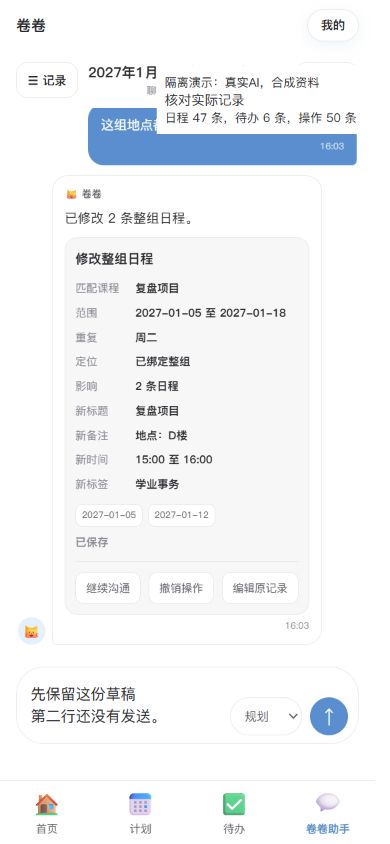 卷卷
我的
☰ 记录
2027年1月
聊
隔离演示：真实AI，合成资料
核对实际记录
日程 47 条，待办 6 条，操作 50 条
这组地点
16:03
卷卷
已修改 2 条整组日程。
修改整组日程
匹配课程 复盘项目
范围 2027-01-05 至 2027-01-18
重复 周二
定位 已绑定整组
影响 2 条日程
新标题 复盘项目
新备注 地点：D楼
新时间 15:00 至 16:00
新标签 学业事务
2027-01-05 2027-01-12
已保存
继续沟通 撤销操作 编辑原记录
16:03
先保留这份草稿
第二行还没有发送。
规划
首页 计划 待办 卷卷助手